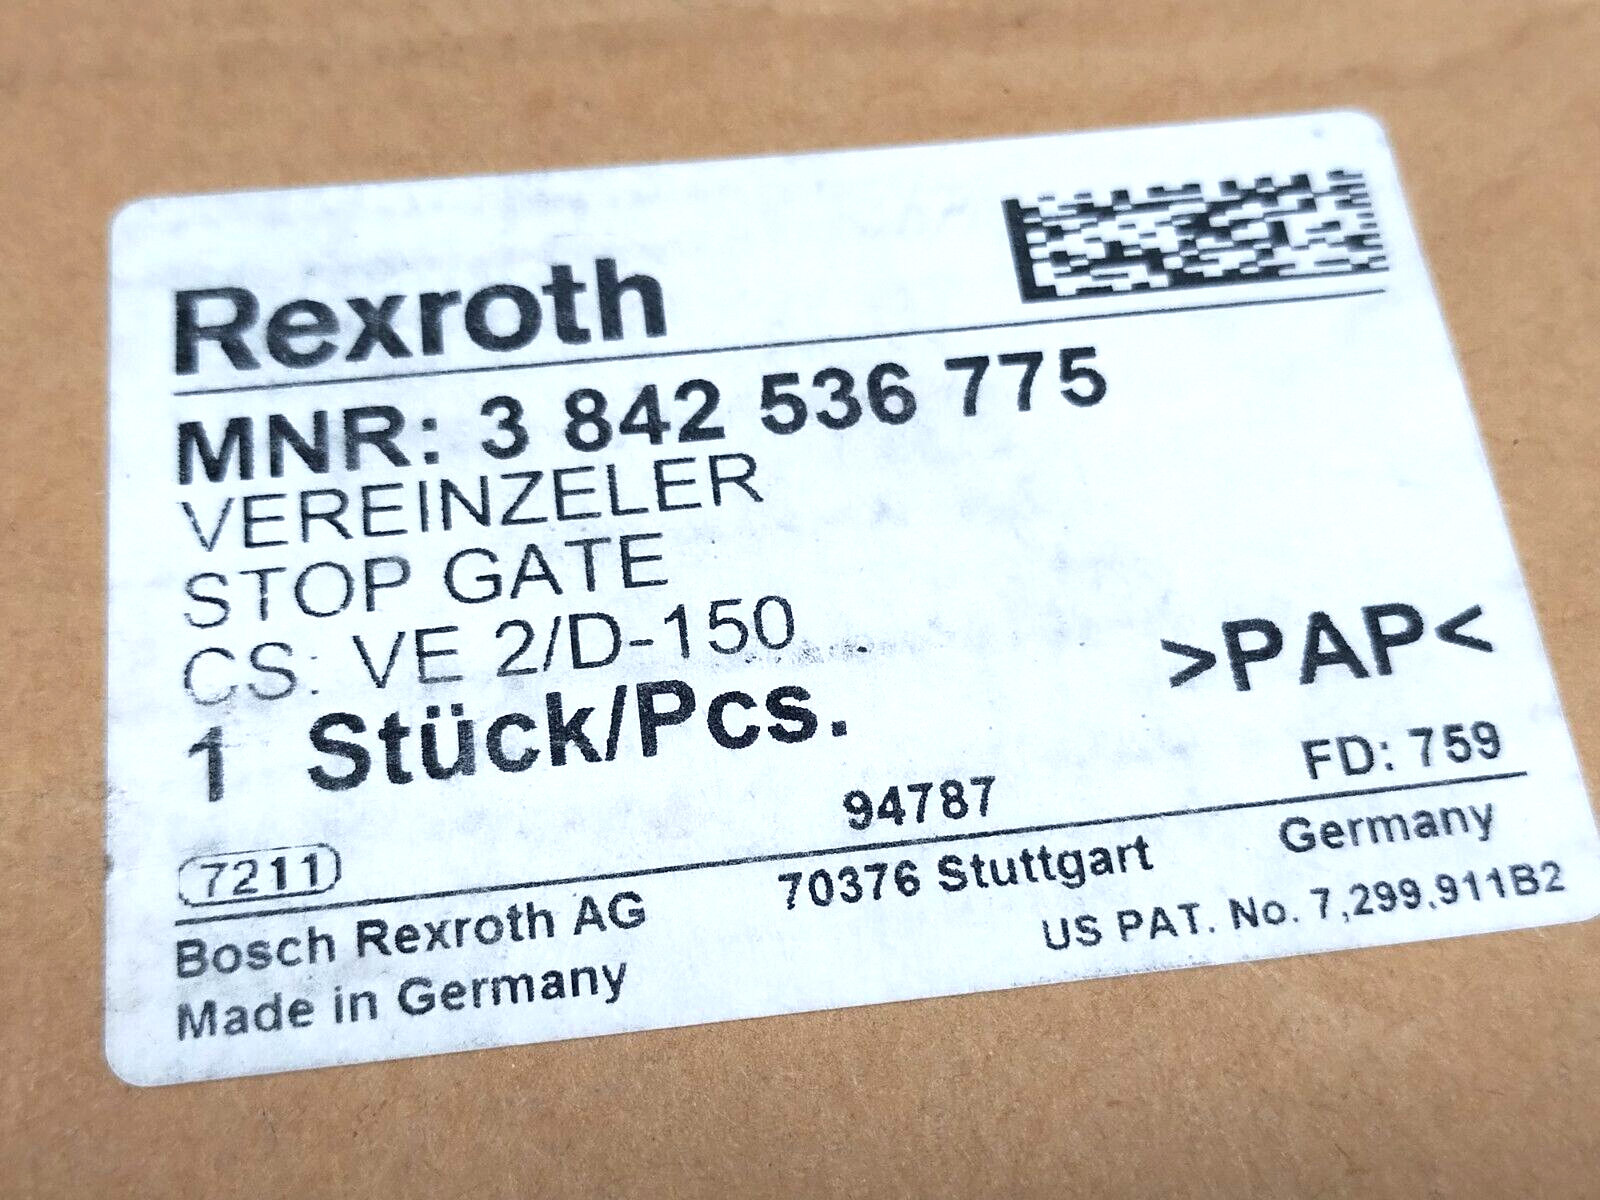 Rexroth
MNR: 3 842 536 775
VEREINZELER
STOP GATE
CS: VE 2/D-150
>PAP<
1 Stück/Pcs.
FD: 759
7211
94787
Bosch Rexroth AG 70376 Stuttgart Germany
Made in Germany US PAT. No. 7,299,911B2